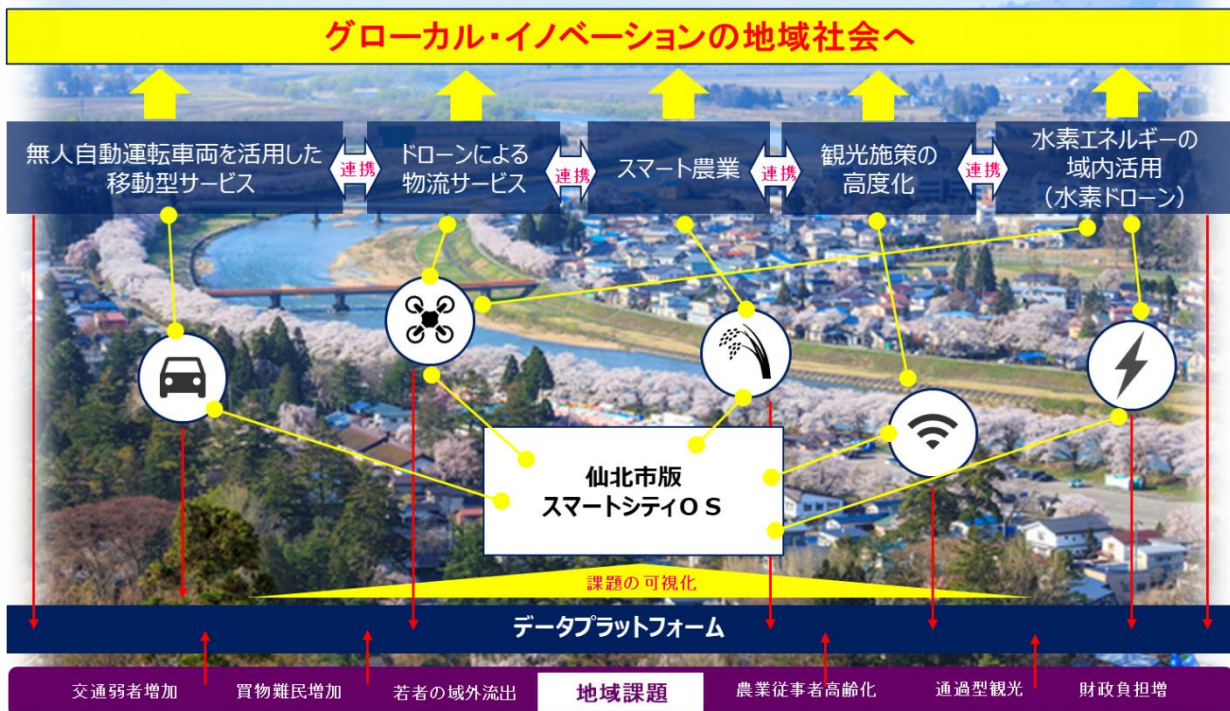 グローカル・イノベーションの地域社会へ
無人自動運転車両を活用した
移動型サービス
連携
ドローンによる
物流サービス
連携
スマート農業
連携
観光施策の
高度化
連携
水素エネルギーの
域内活用
（水素ドローン）
仙北市版
スマートシティＯＳ
課題の可視化
データプラットフォーム
交通弱者増加
買物難民増加
若者の域外流出
地域課題
農業従事者高齢化
通過型観光
財政負担増